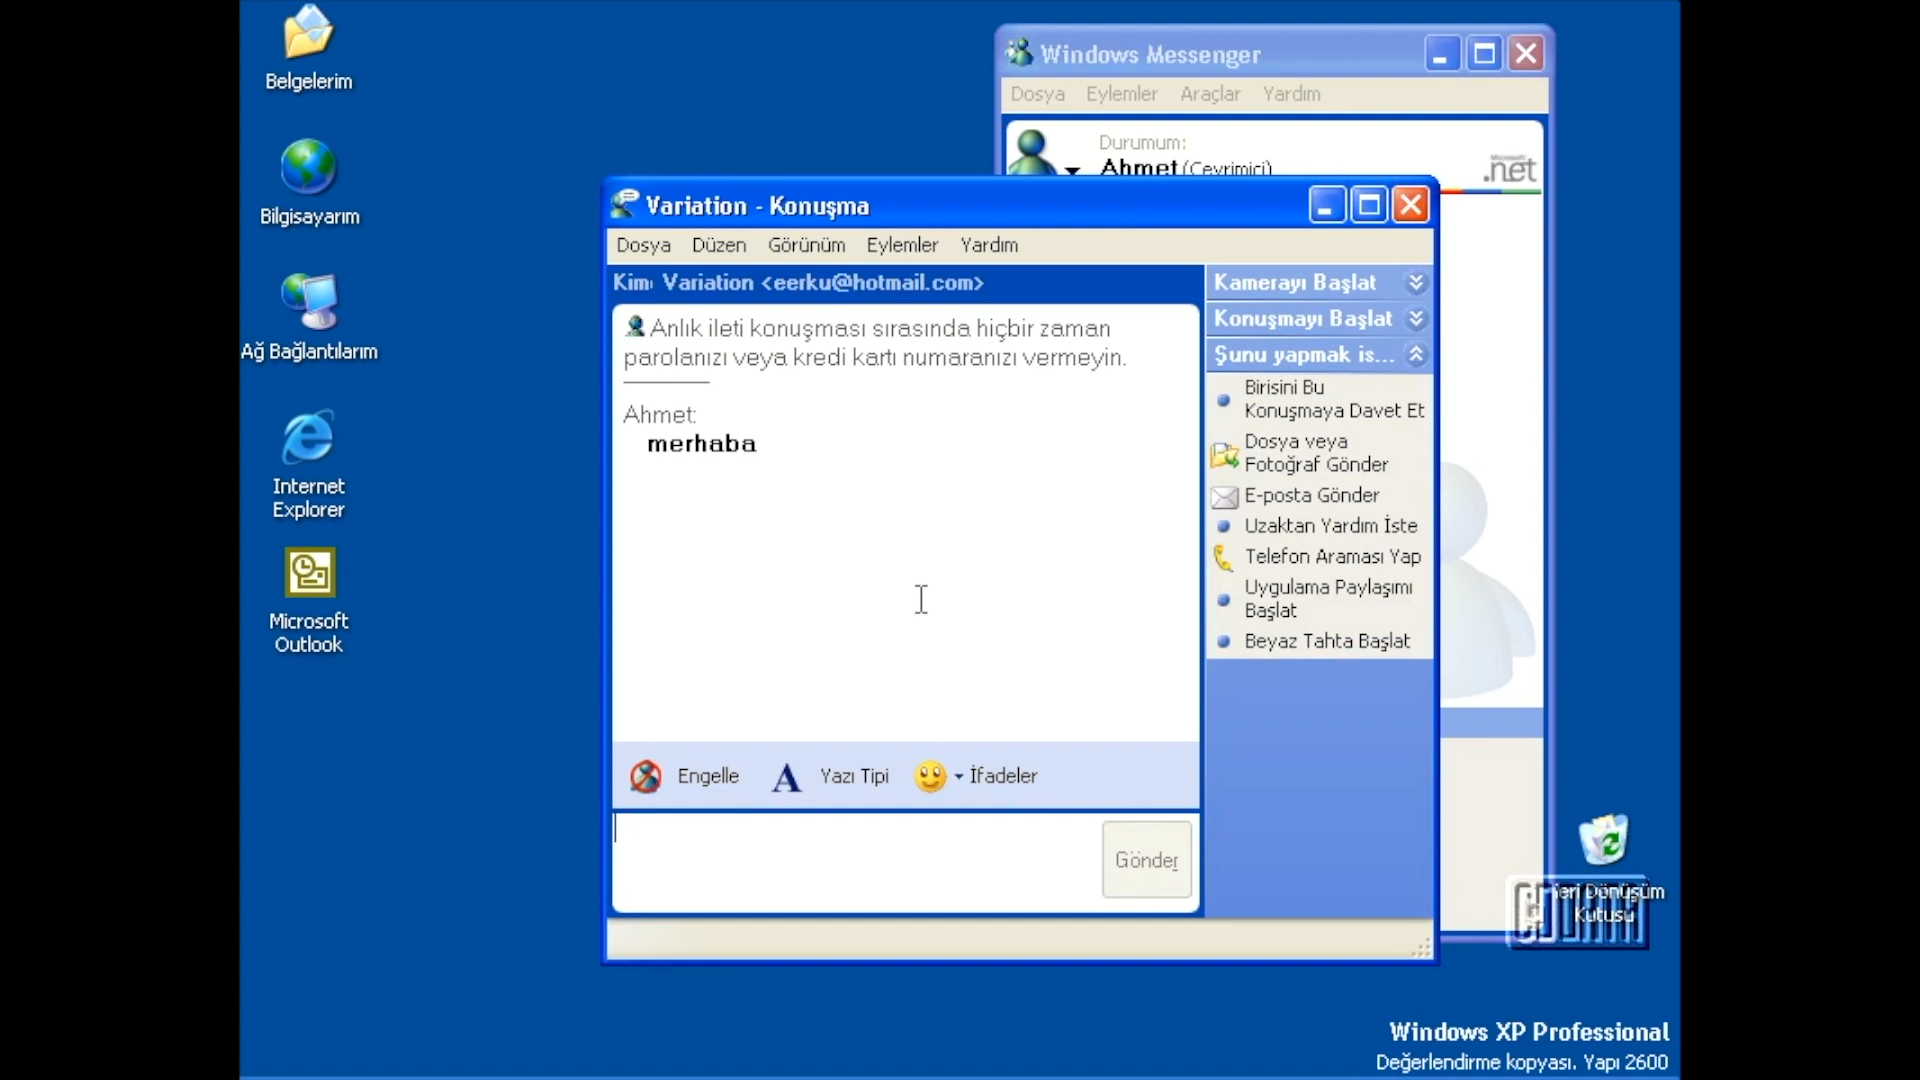 Belgelerim
Bilgisayarım
Ağ Bağlantılarım
Internet
Explorer
Microsoft
Outlook
Windows Messenger
Dosya Eylemler Araçlar Yardım
Durumum:
Ahmet (Çevrimiçi)
Microsoft
.net
Variation - Konuşma
Dosya Düzen Görünüm Eylemler Yardım
Kim: Variation <eerku@hotmail.com>
Anlık ileti konuşması sırasında hiçbir zaman
parolanızı veya kredi kartı numaranızı vermeyin.
Ahmet:
merhaba
Engelle
Yazı Tipi
İfadeler
Gönder
Kamerayı Başlat
Konuşmayı Başlat
Şunu yapmak is...
Birisini Bu
Konuşmaya Davet Et
Dosya veya
Fotoğraf Gönder
E-posta Gönder
Uzaktan Yardım İste
Telefon Araması Yap
Uygulama Paylaşımı
Başlat
Beyaz Tahta Başlat
Dönüşüm
Kutusu
Windows XP Professional
Değerlendirme kopyası. Yapı 2600